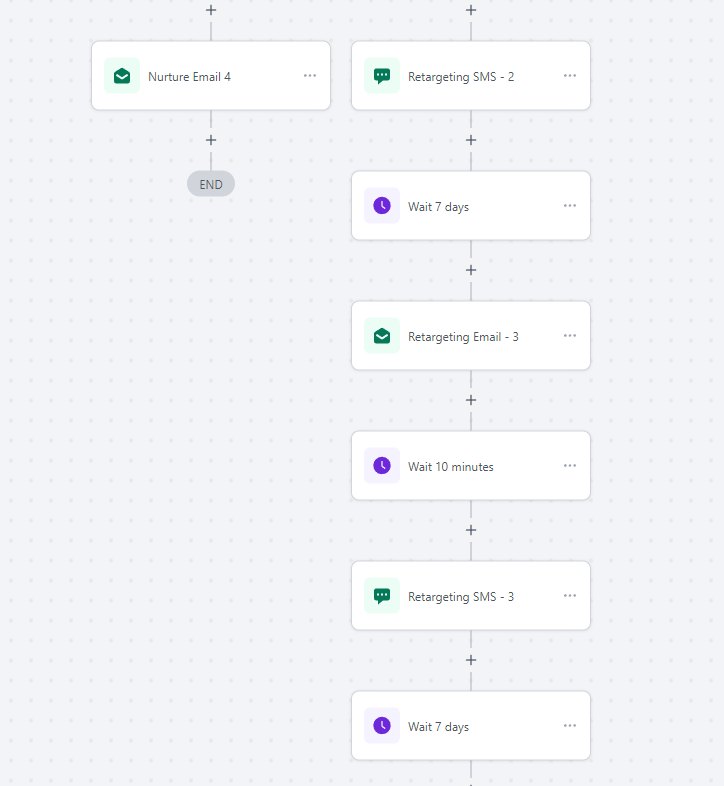 Nurture Email 4
END
Retargeting SMS - 2
Wait 7 days
Retargeting Email - 3
Wait 10 minutes
Retargeting SMS - 3
Wait 7 days